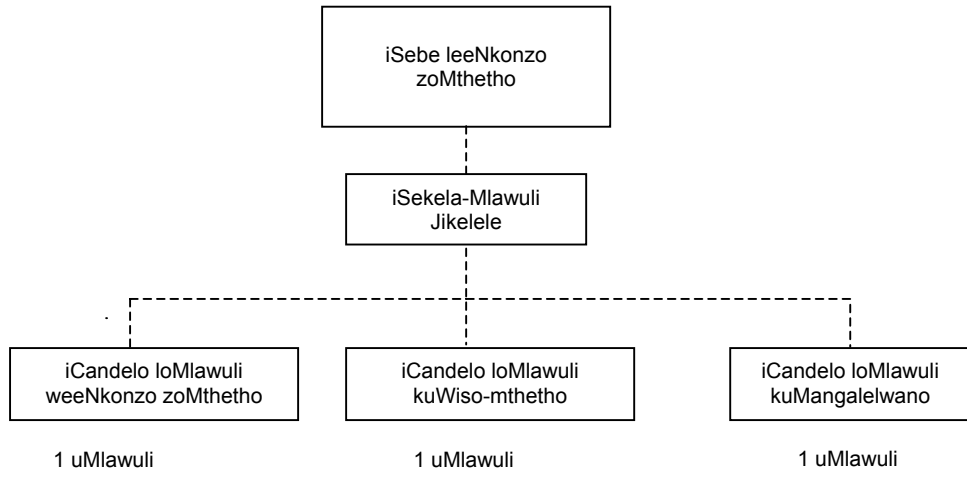 iSebe leeNkonzo
zoMthetho
iSekela-Mlawuli
Jikelele
iCandelo loMlawuli
weeNkonzo zoMthetho
iCandelo loMlawuli
kuWiso-mthetho
iCandelo loMlawuli
kuMangalelwano
1 uMlawuli
1 uMlawuli
1 uMlawuli